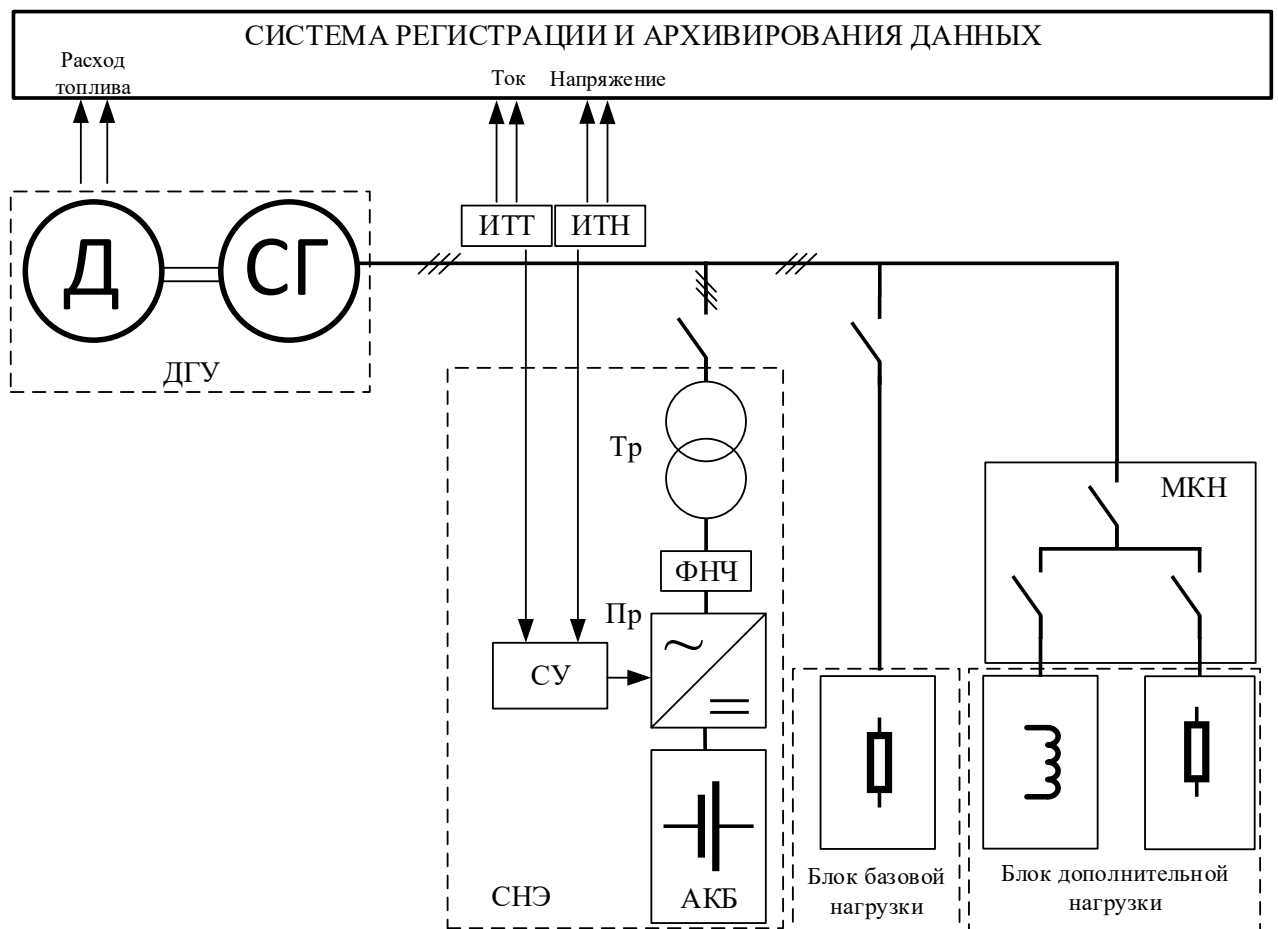 СИСТЕМА РЕГИСТРАЦИИ И АРХИВИРОВАНИЯ ДАННЫХ
Расход
топлива
Ток
Напряжение
ИТТ
ИТН
Д
СГ
ДГУ
Тр
МКН
ФНЧ
Пр
СУ
СНЭ
АКБ
Блок базовой
нагрузки
Блок дополнительной
нагрузки